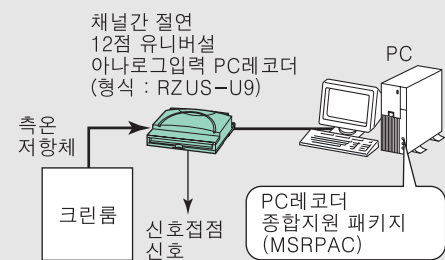 채널간 절연
12점 유니버설
아나로그입력 PC레코더
(형식 : RZUS-U9)
PC
측온
저항체
크린룸
신호접점
신호
PC레코더
종합지원 패키지
(MSRPAC)